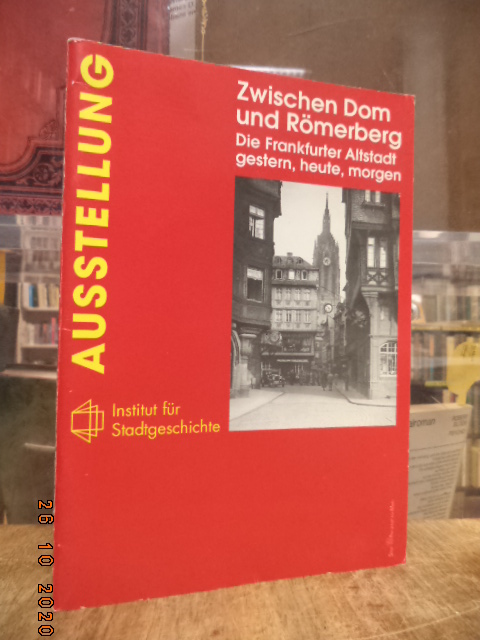 AUSSTELLUNG
Zwischen Dom
und Römerberg
Die Frankfurter Altstadt
gestern, heute, morgen
Institut für
Stadtgeschichte
26 10 2020